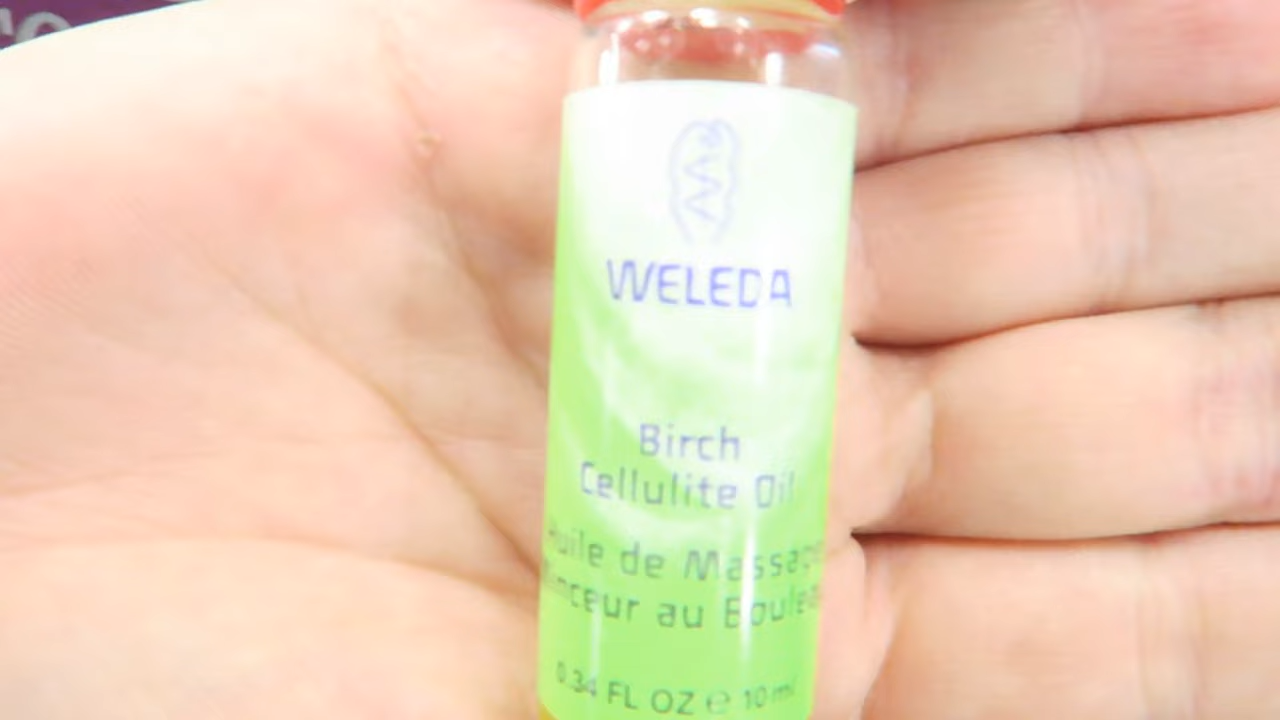 WELEDA
Birch
Cellulite Oil
Huile de Massage
Minceur au Bouleau
0.34 FL OZ e 10 ml